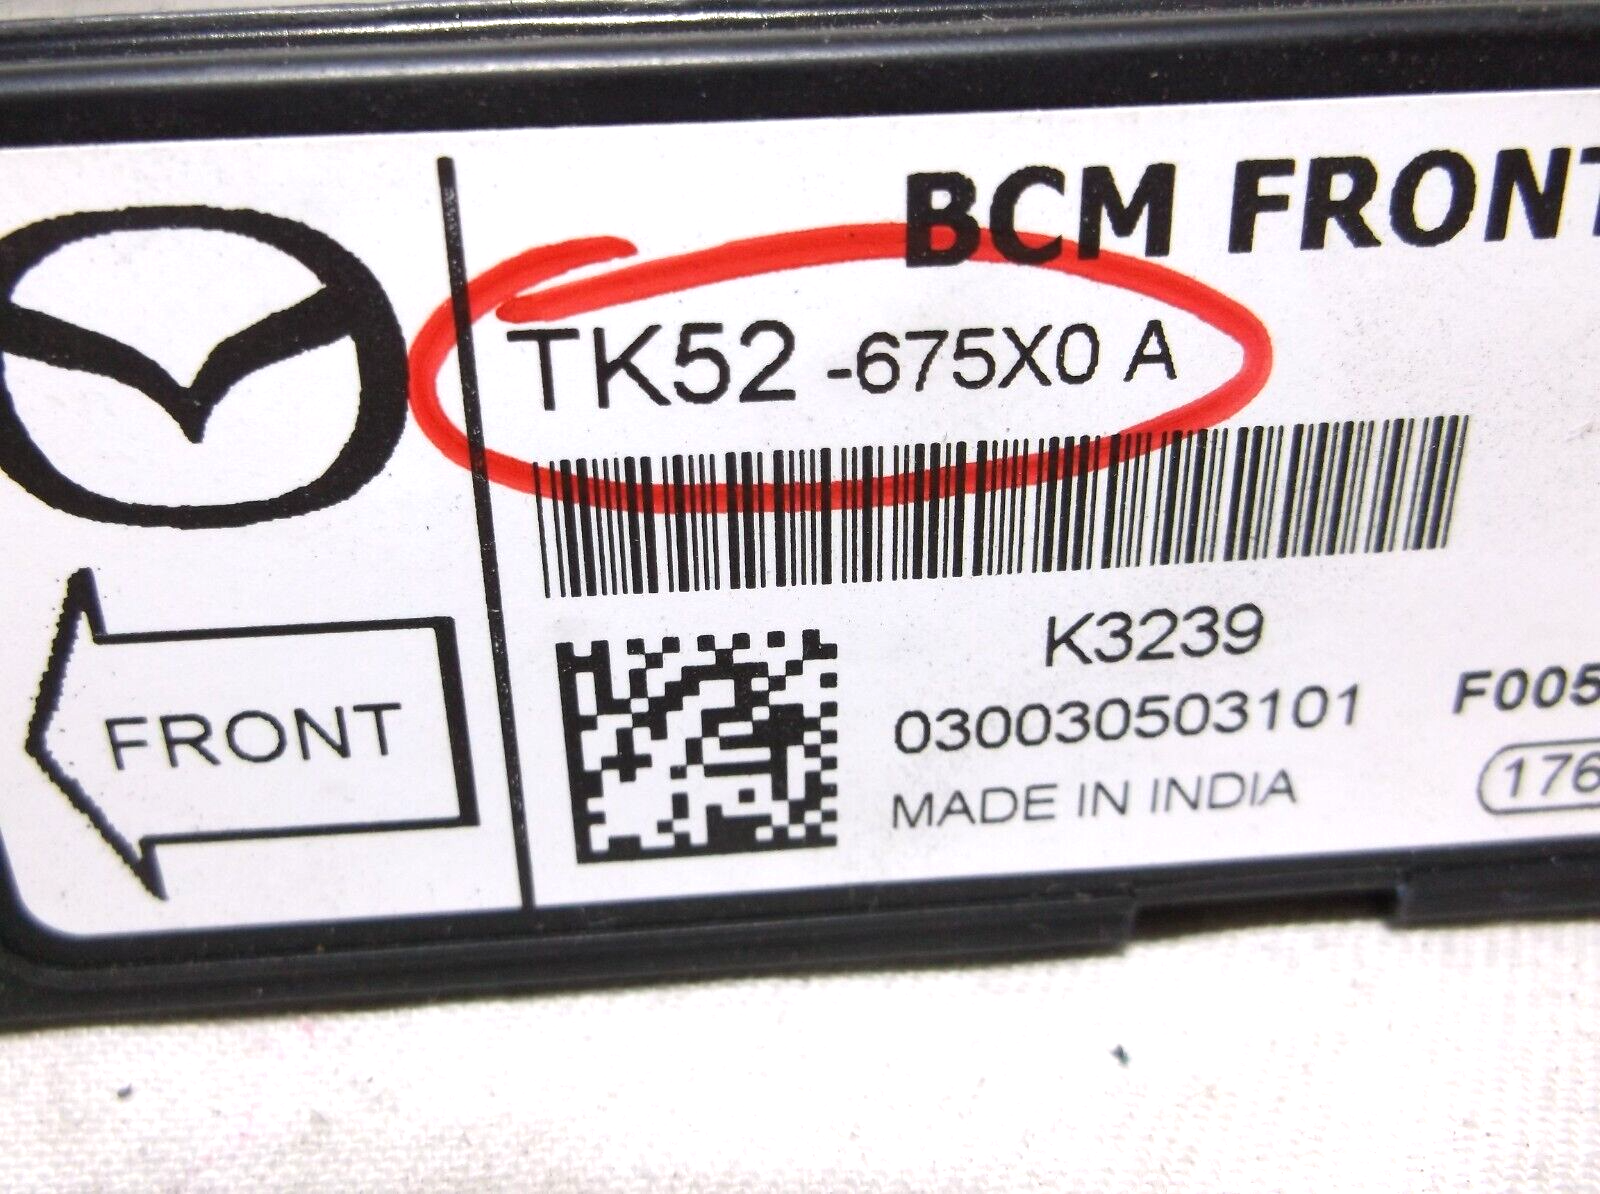 BCM FRONT
TK52 -675X0 A
FRONT
K3239
030030503101
MADE IN INDIA
F005
176